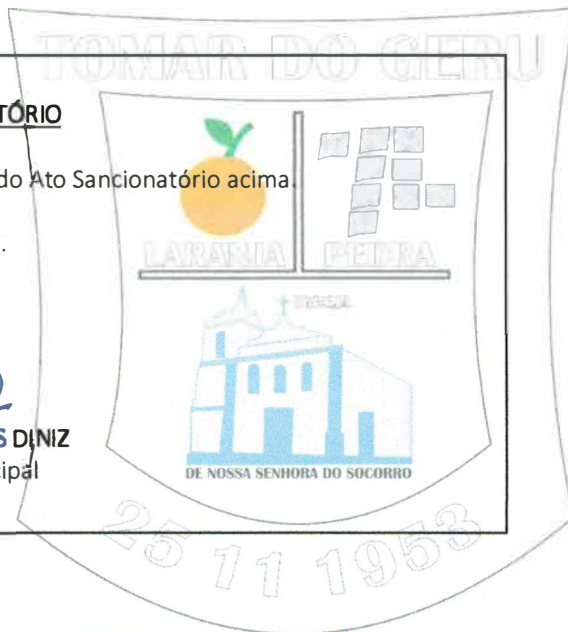 TOMAR DO GERU
TÓRIO
do Ato Sancionatório acima.
.
LARANJA PEDRA
IGREJA
S DINIZ
cipal
DE NOSSA SENHORA DO SOCORRO
25 11 1953